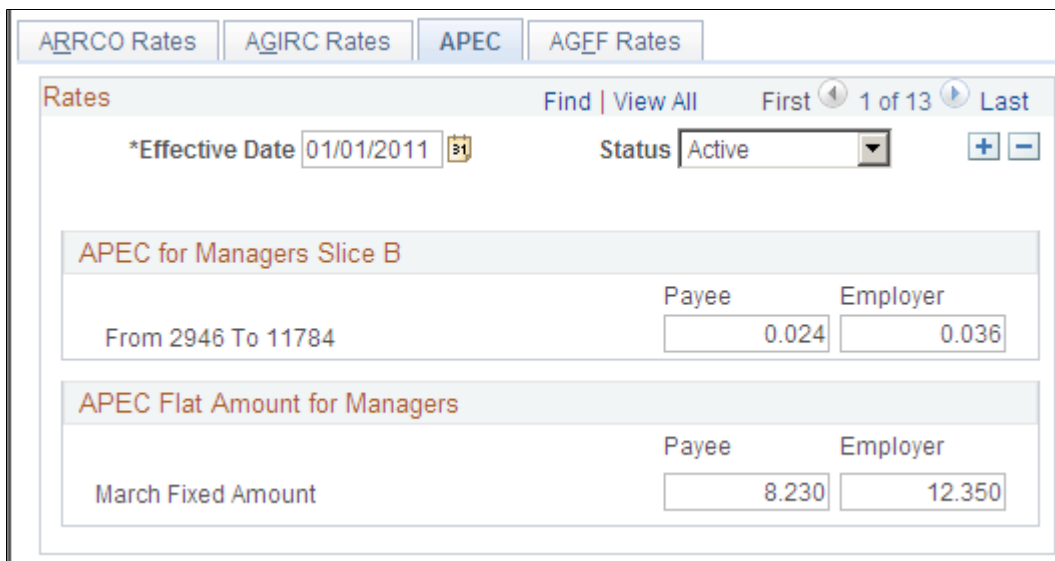 ARRCO Rates AGIRC Rates APEC AGFF Rates
Rates Find | View All First 1 of 13 Last
*Effective Date 01/01/2011 31 Status Active + −
APEC for Managers Slice B
Payee Employer
From 2946 To 11784 0.024 0.036
APEC Flat Amount for Managers
Payee Employer
March Fixed Amount 8.230 12.350